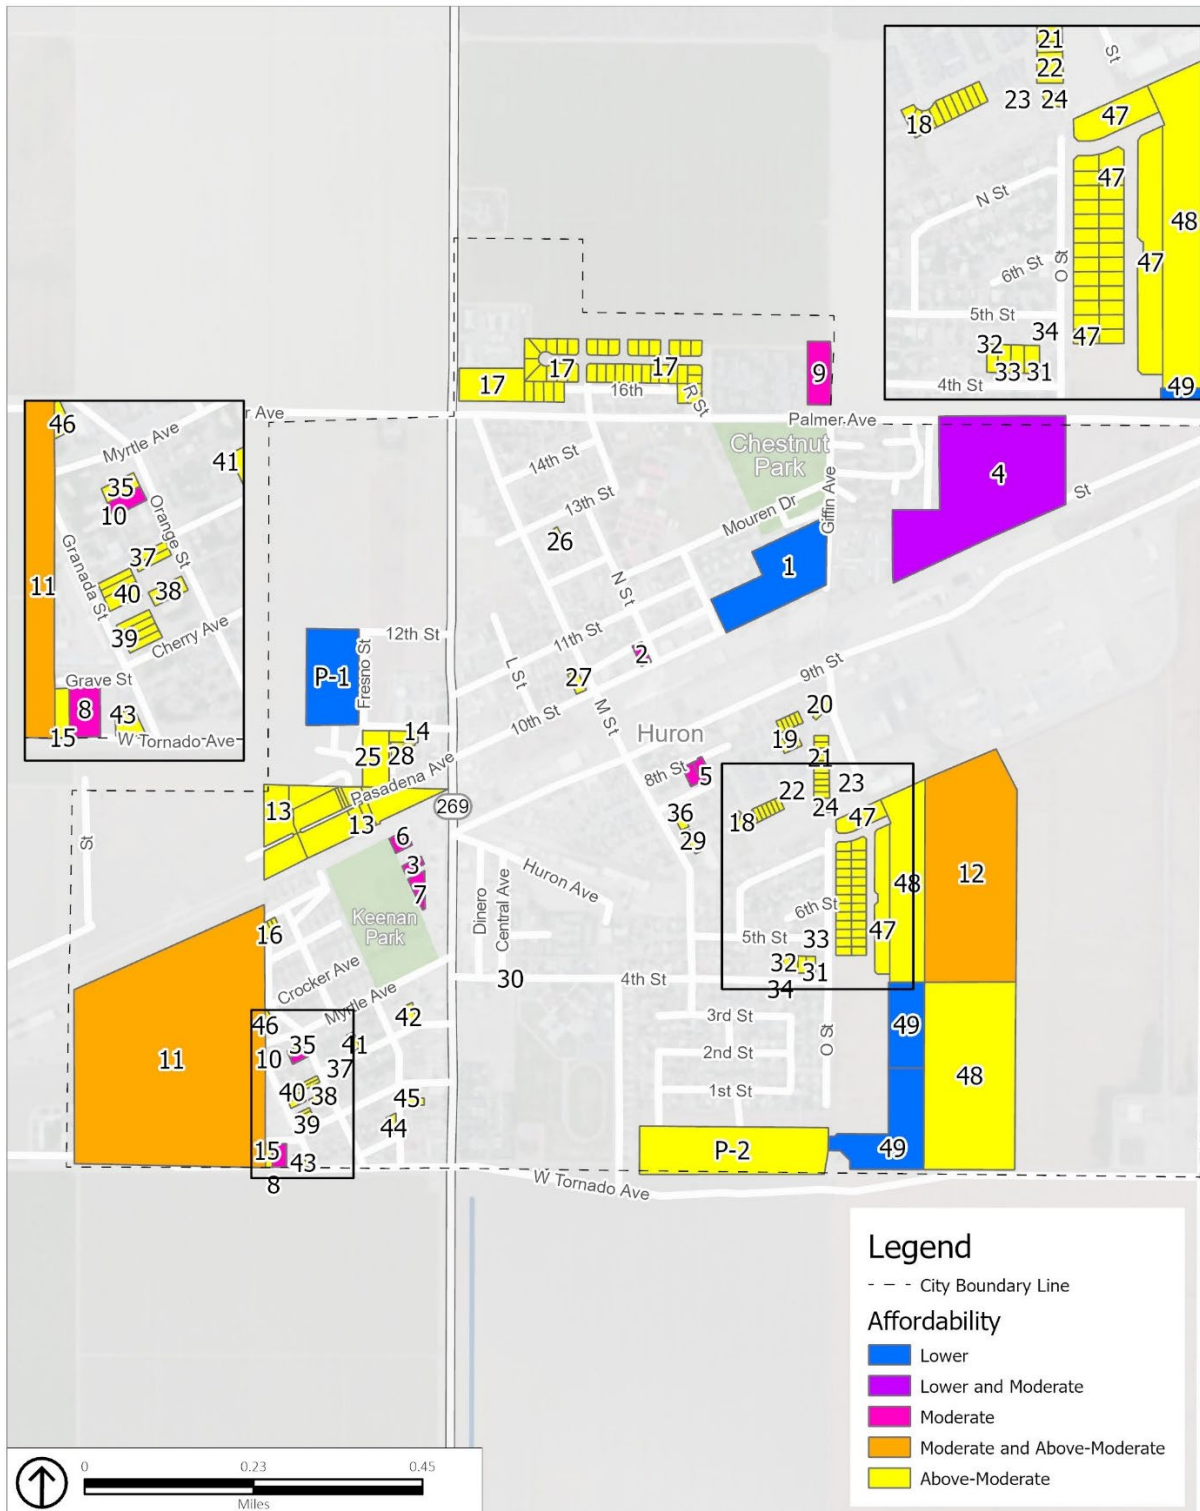 21
St
22
23
24
18
47
47
N St
48
6th St
O St
47
5th St
34
32
47
33
31
4th St
49
17
17
17
9
16th
R St
Palmer Ave
r Ave
46
Myrtle Ave
41
35
10
Orange St
37
Granada St
11
40
38
39
Cherry Ave
Grave St
8
43
15
W Tornado Ave
Chestnut
Park
4
St
14th St
13th St
Mouren Dr
Giffin Ave
26
1
N St
11th St
2
12th St
P-1
Fresno St
L St
27
9th St
10th St
M St
20
14
Huron
19
25
28
21
8th St
5
Pasadena Ave
22
23
13
269
24
13
36
18
47
29
6
3
Huron Ave
12
7
48
Dinero
Central Ave
Keenan
Park
6th St
16
5th St
33
47
32
31
Crocker Ave
30
4th St
34
Myrtle Ave
St
46
42
3rd St
49
35
41
O St
10
11
37
2nd St
48
40
38
1st St
45
39
44
15
43
P-2
49
8
W Tornado Ave
Legend
City Boundary Line
Affordability
Lower
Lower and Moderate
Moderate
Moderate and Above-Moderate
Above-Moderate
0
0.23
0.45
Miles